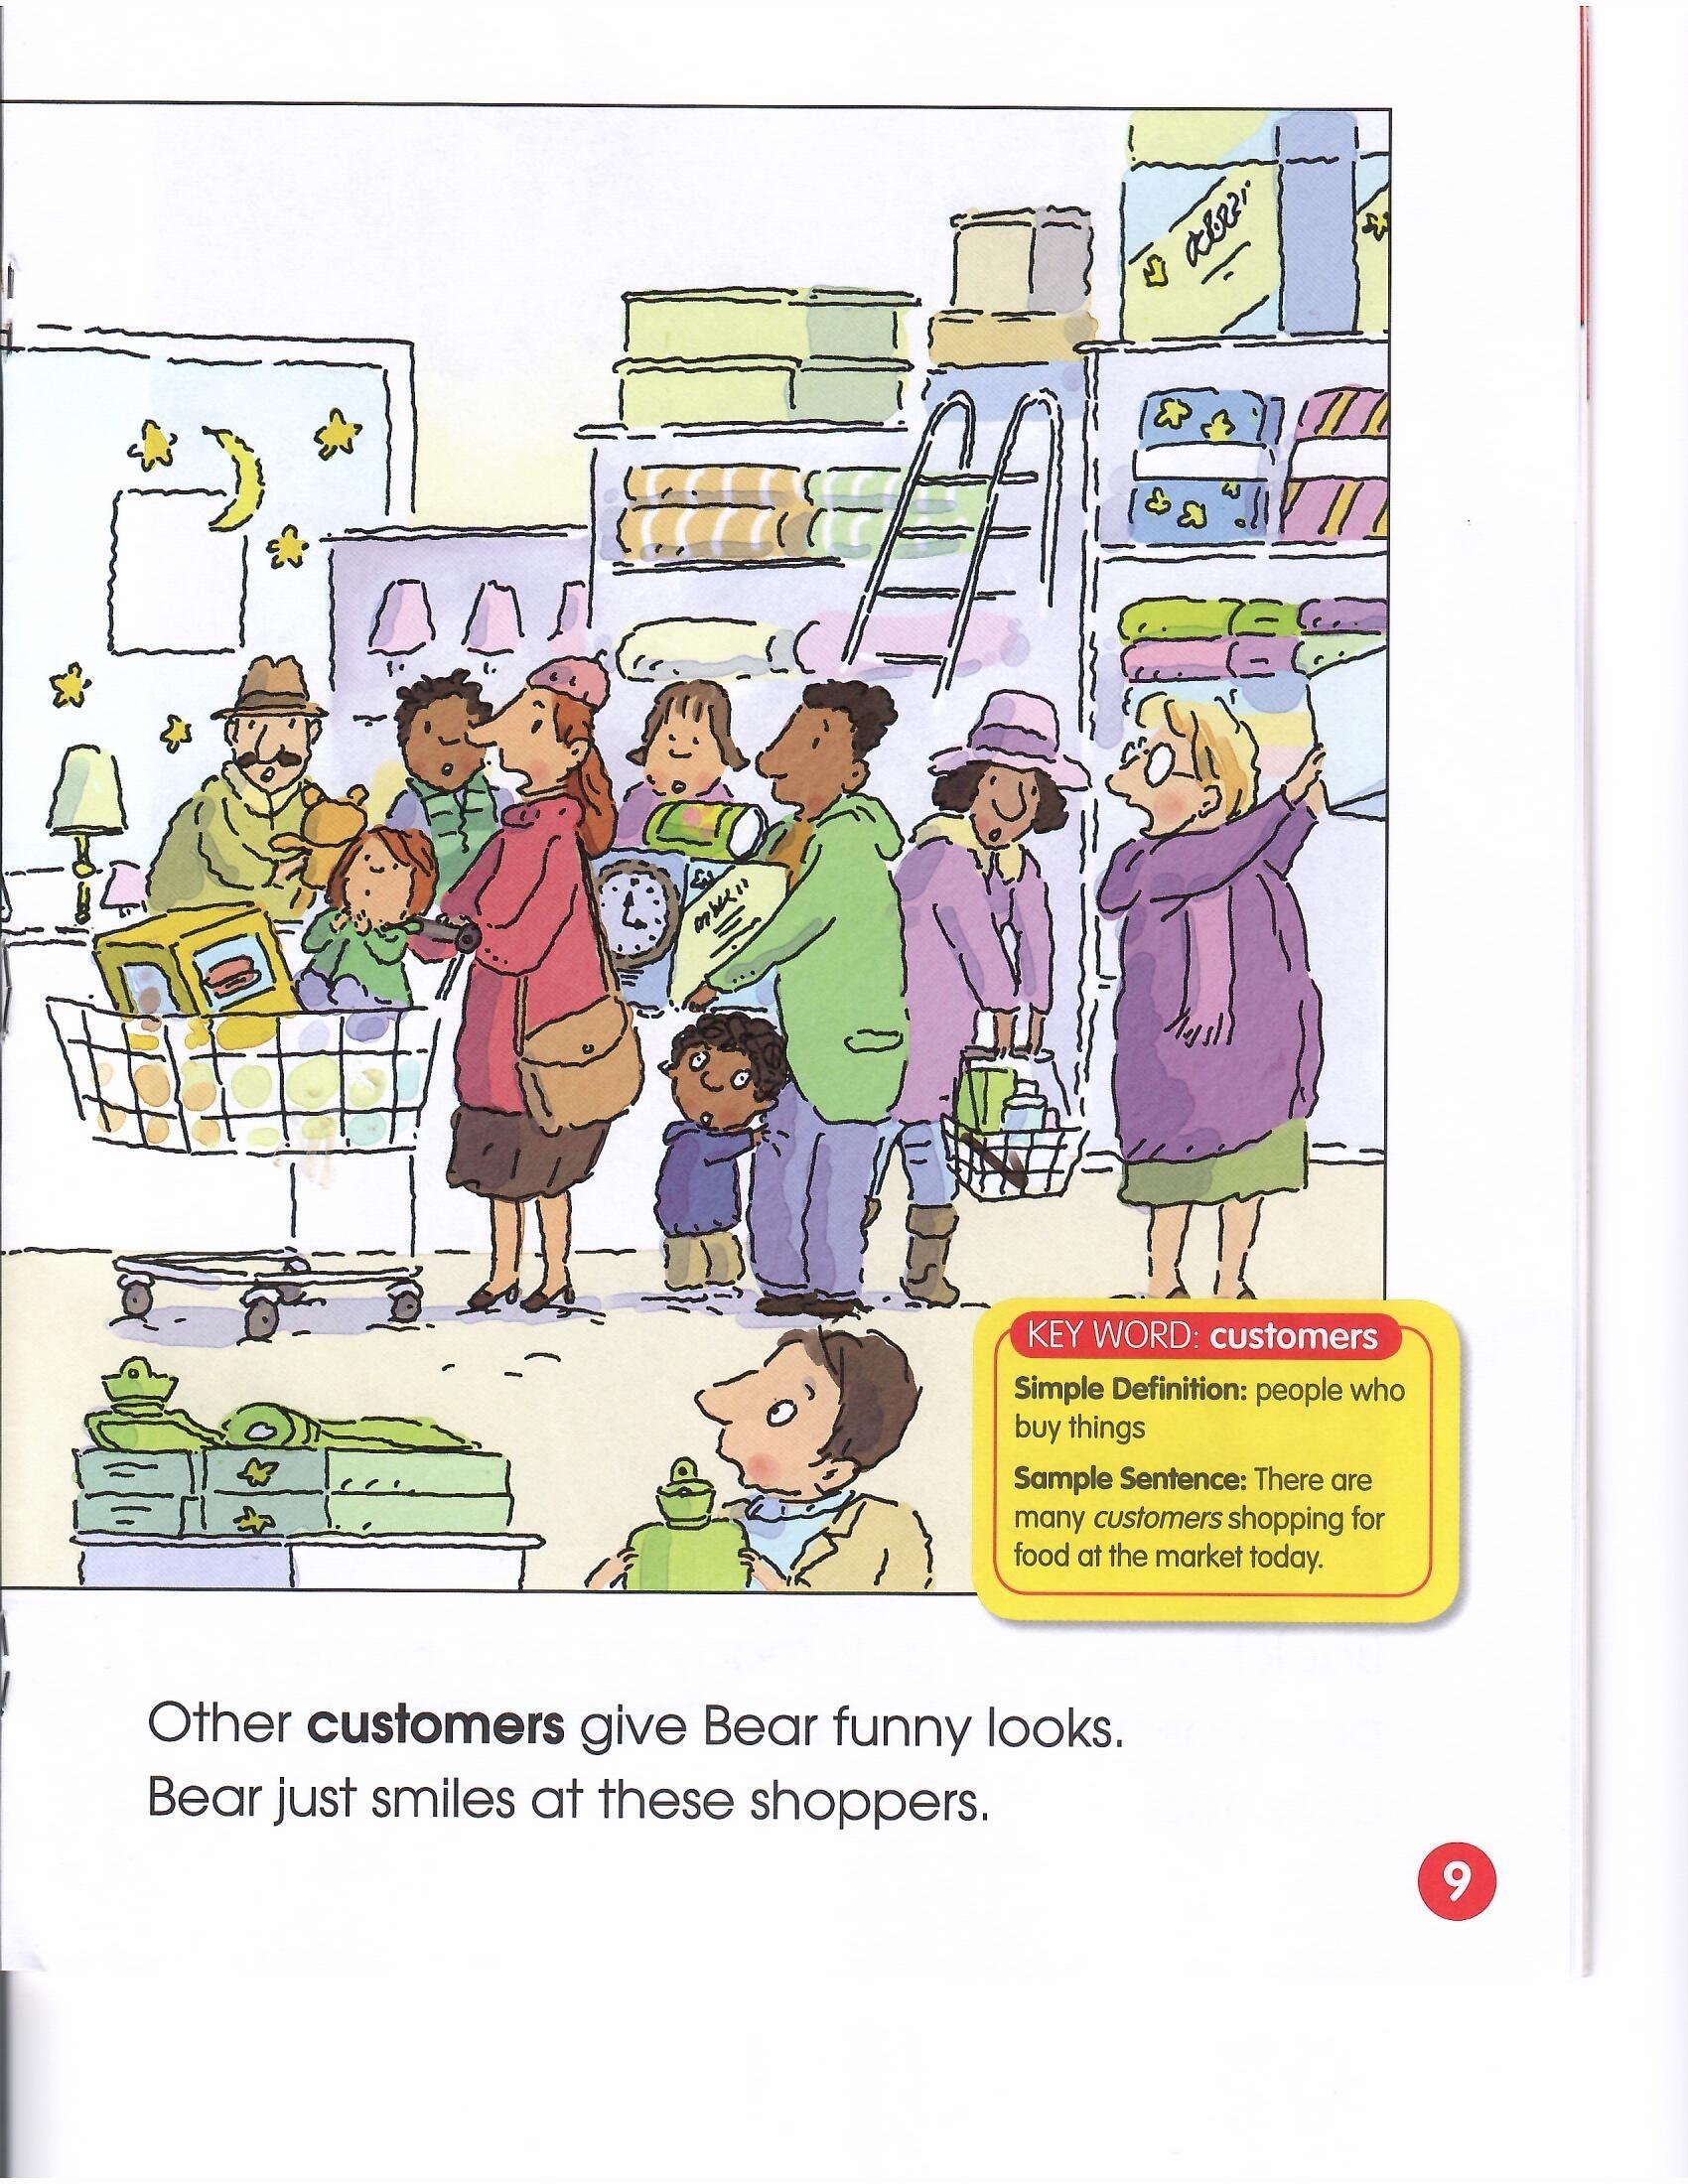 KEY WORD: customers
Simple Definition: people who
buy things
Sample Sentence: There are
many customers shopping for
food at the market today.
Other customers give Bear funny looks.
Bear just smiles at these shoppers.
9